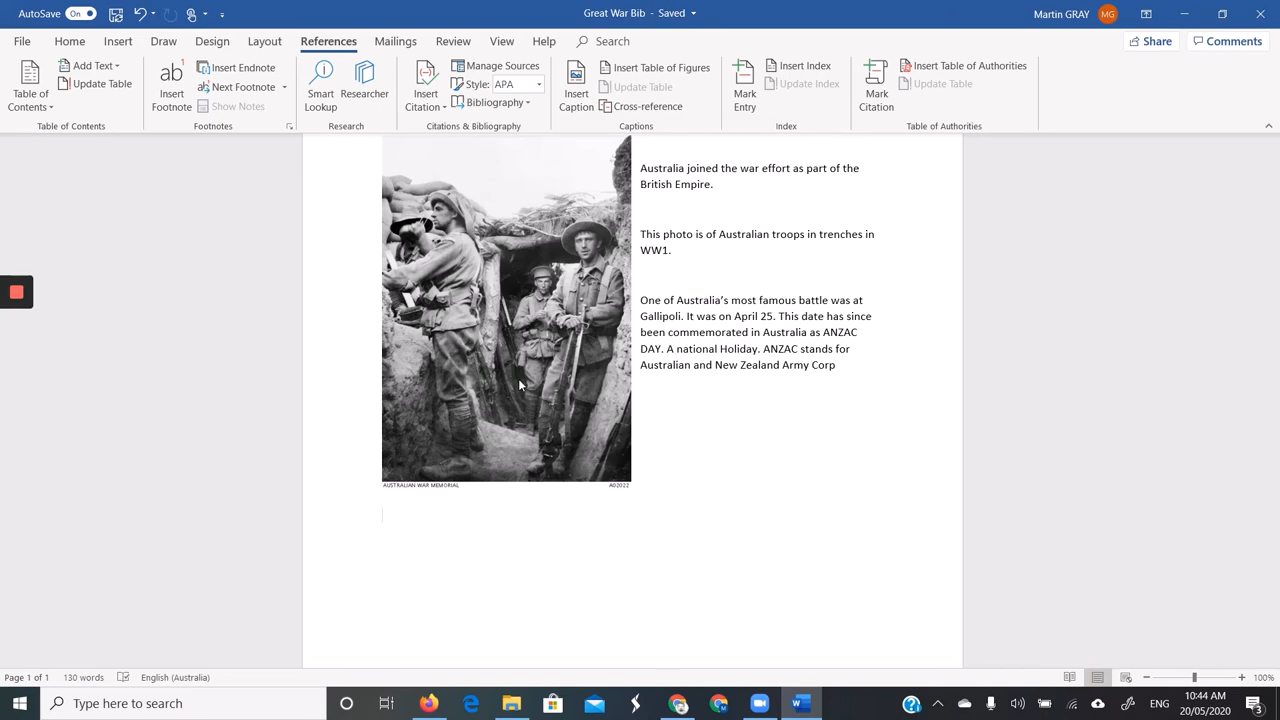 AutoSave On
Great War in Co...
Martin GRAY MG
File Home Insert Draw Design Layout References Mailings Review View Help Search Share Comments
Table of Contents
Add Text
Update Table
Table of Contents
ab1 Insert Footnote
Insert Endnote
Next Footnote
Show Notes
Footnotes
Smart Lookup
Researcher
Research
Insert Citation
Manage Sources
Style: APA
Bibliography
Citations & Bibliography
Insert Caption
Insert Table of Figures
Update Table
Cross-reference
Captions
Mark Entry
Insert Index
Update Index
Index
Mark Citation
Insert Table of Authorities
Update Table
Table of Authorities
Australia joined the war effort as part of the
British Empire.
This photo is of Australian troops in trenches in
WW1.
One of Australia’s most famous battle was at
Gallipoli. It was on April 25. This date has since
been commemorated in Australia as ANZAC
DAY. A national Holiday. ANZAC stands for
Australian and New Zealand Army Corp
AUSTRALIAN WAR MEMORIAL A02022
Page 1 of 1 130 words English (Australia) 100%
Type here to search
ENG
10:44 AM
20/05/2020
3